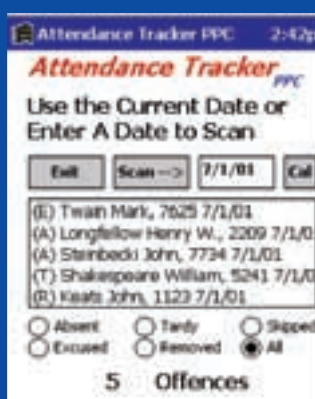 Attendance Tracker PPC 2:42p
Attendance Tracker PPC
Use the Current Date or
Enter A Date to Scan
Exit Scan --> 7/1/01 Cal
(E) Twain Mark, 7625 7/1/01
(A) Longfellow Henry W., 2209 7/1/0
(A) Steinbecki John, 7734 7/1/01
(T) Shakespeare William, 5241 7/1/0
(R) Keats John, 1123 7/1/01
Absent Tardy Skipped
Excused Removed All
5 Offences